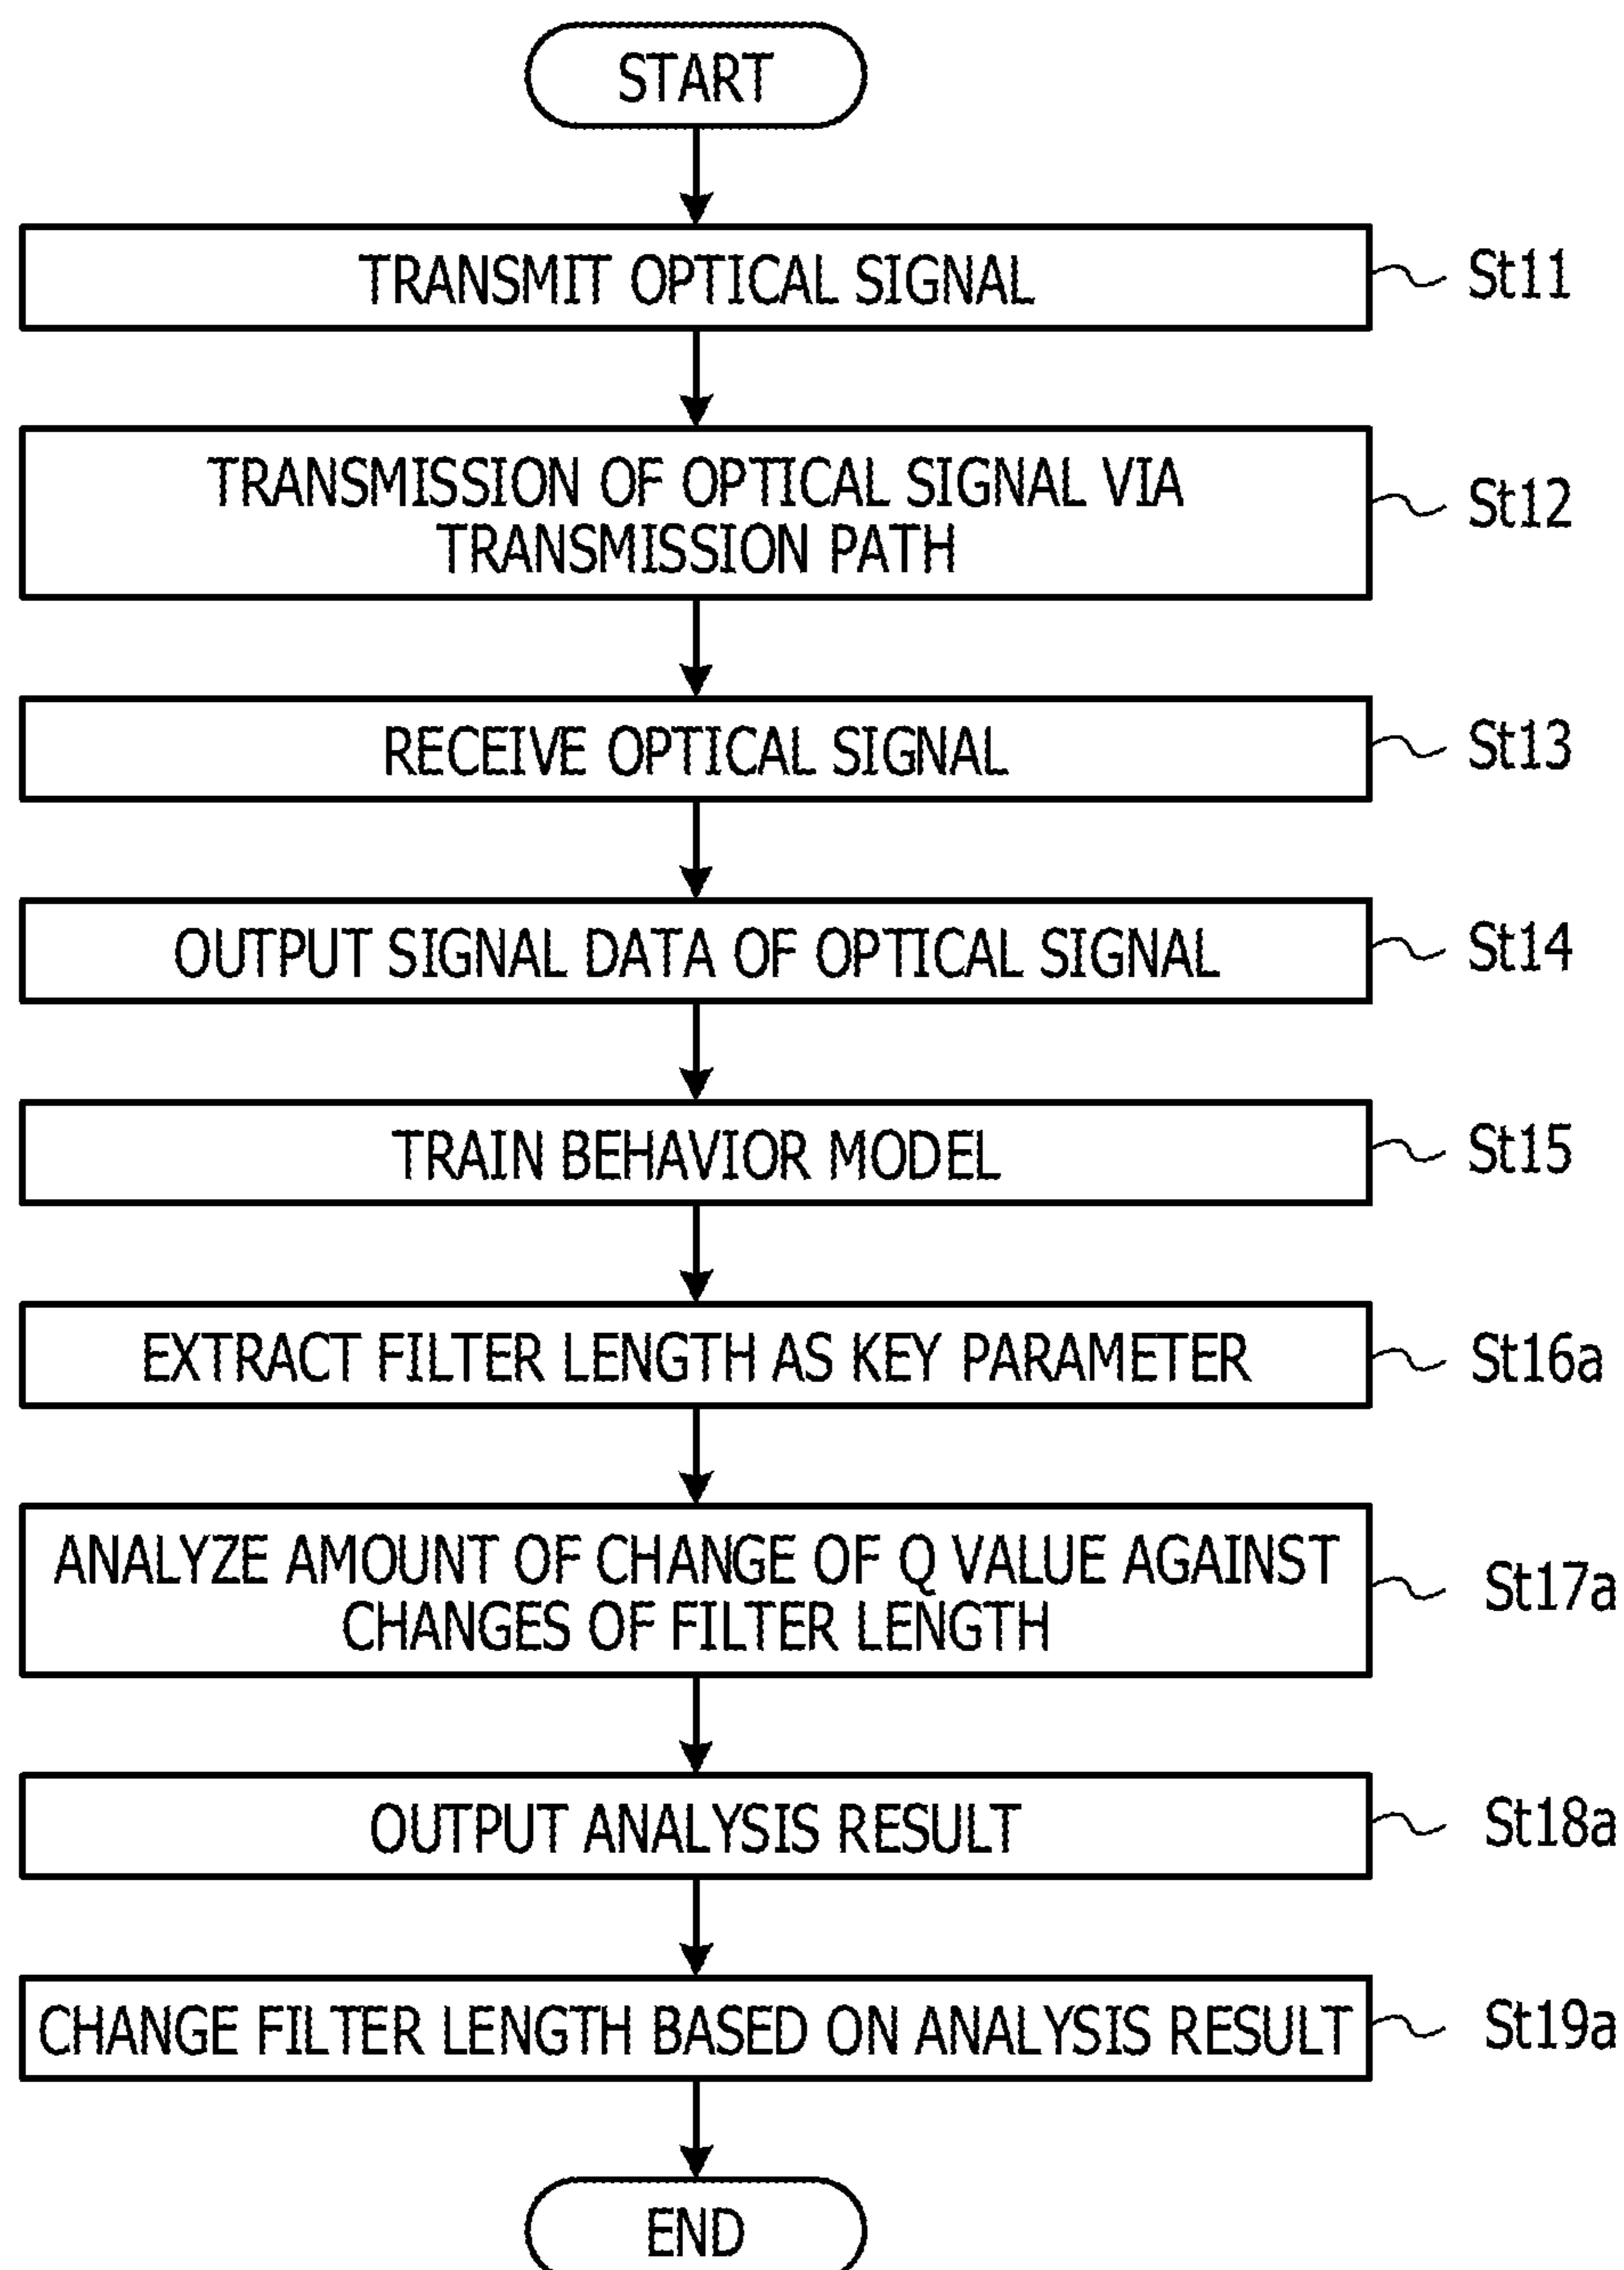 START
TRANSMIT OPTICAL SIGNAL
St11
TRANSMISSION OF OPTICAL SIGNAL VIA
TRANSMISSION PATH
St12
RECEIVE OPTICAL SIGNAL
St13
OUTPUT SIGNAL DATA OF OPTICAL SIGNAL
St14
TRAIN BEHAVIOR MODEL
St15
EXTRACT FILTER LENGTH AS KEY PARAMETER
St16a
ANALYZE AMOUNT OF CHANGE OF Q VALUE AGAINST
CHANGES OF FILTER LENGTH
St17a
OUTPUT ANALYSIS RESULT
St18a
CHANGE FILTER LENGTH BASED ON ANALYSIS RESULT
St19a
END